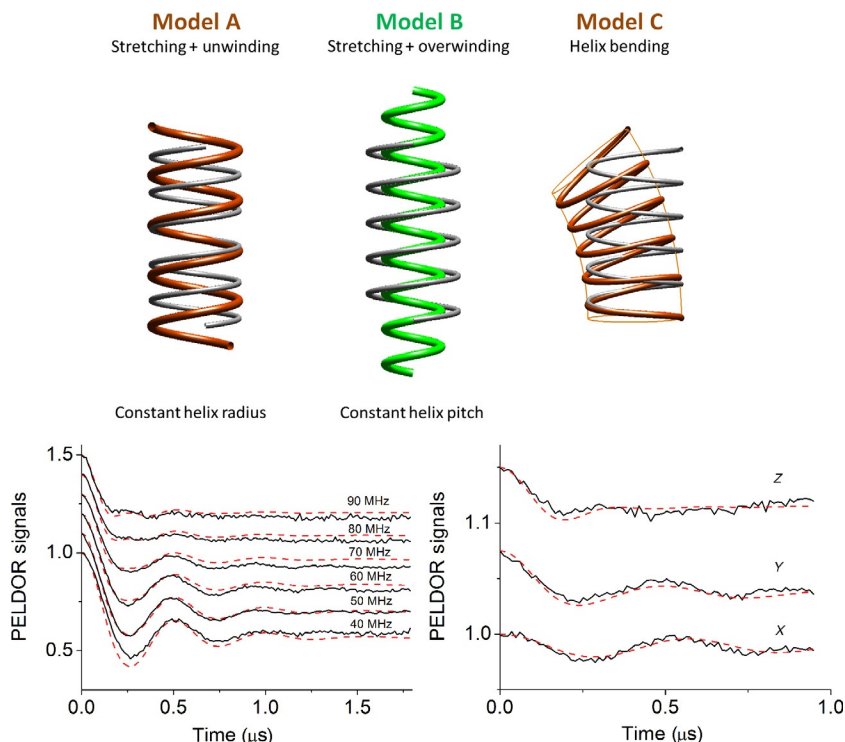 Model A
Stretching + unwinding
Model B
Stretching + overwinding
Model C
Helix bending
Constant helix radius
Constant helix pitch
PELDOR signals
1.5
1.0
0.5
90 MHz
80 MHz
70 MHz
60 MHz
50 MHz
40 MHz
0.0 0.5 1.0 1.5
Time (μs)
PELDOR signals
1.1
1.0
Z
Y
X
0.0 0.5 1.0
Time (μs)